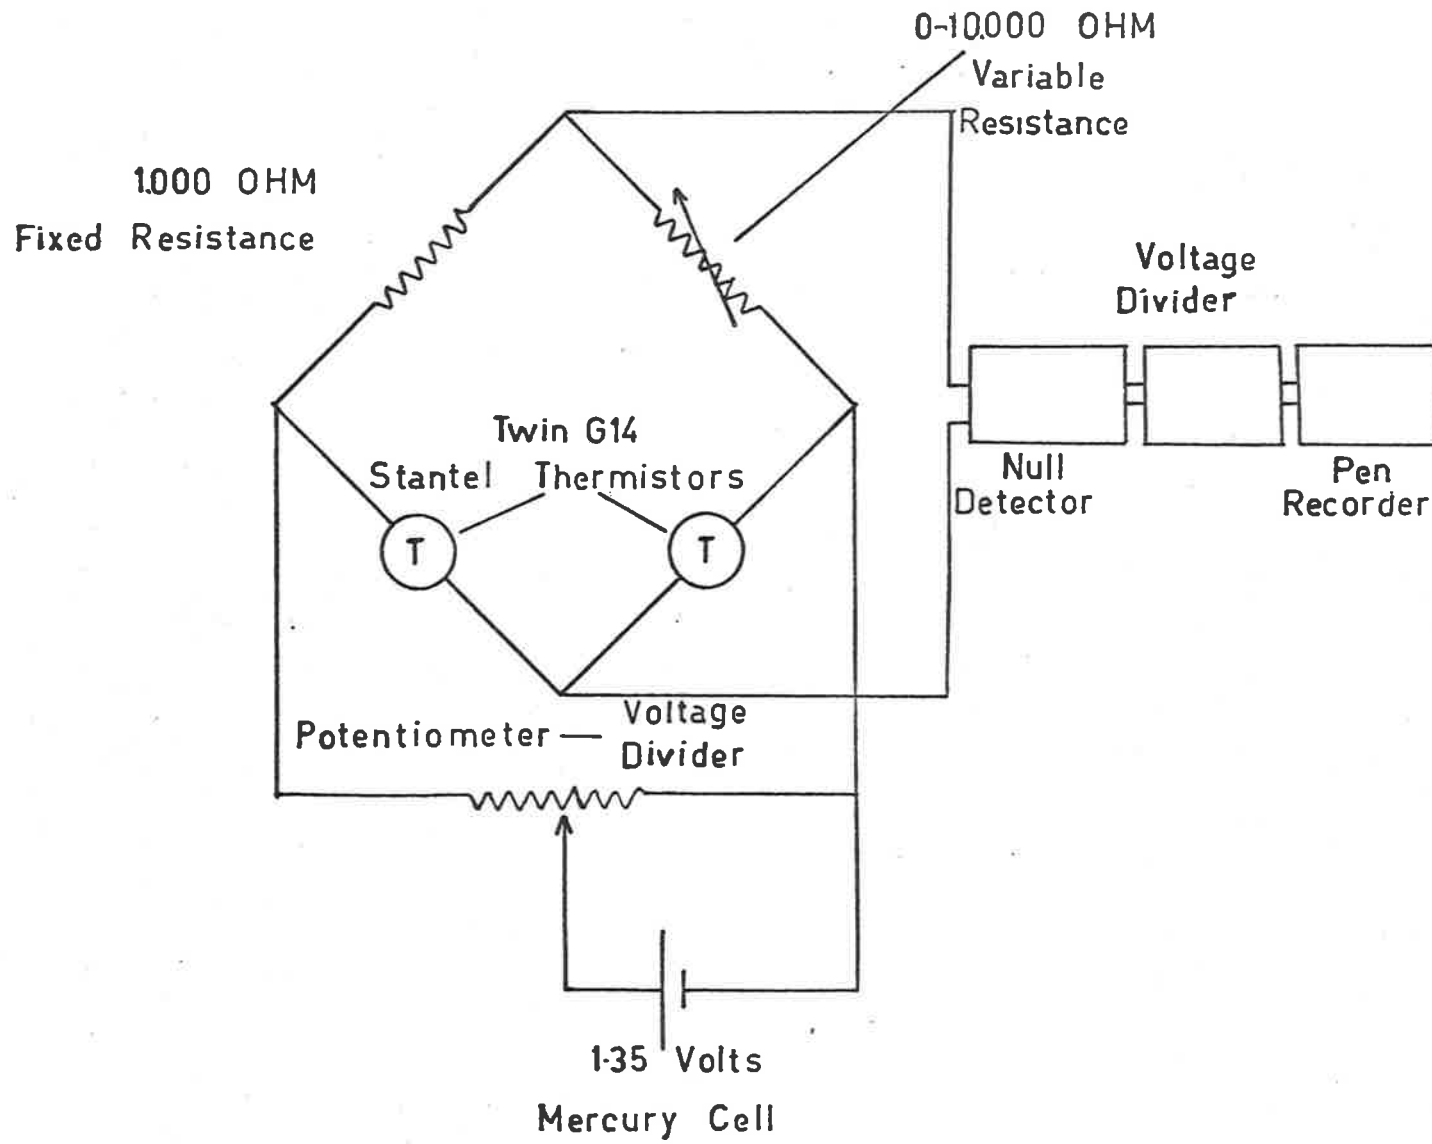 0-10,000 OHM
Variable
Resistance
1,000 OHM
Fixed Resistance
Voltage
Divider
Twin G14
Stantel Thermistors
T
T
Null
Detector
Pen
Recorder
Potentiometer — Voltage
Divider
1·35 Volts
Mercury Cell